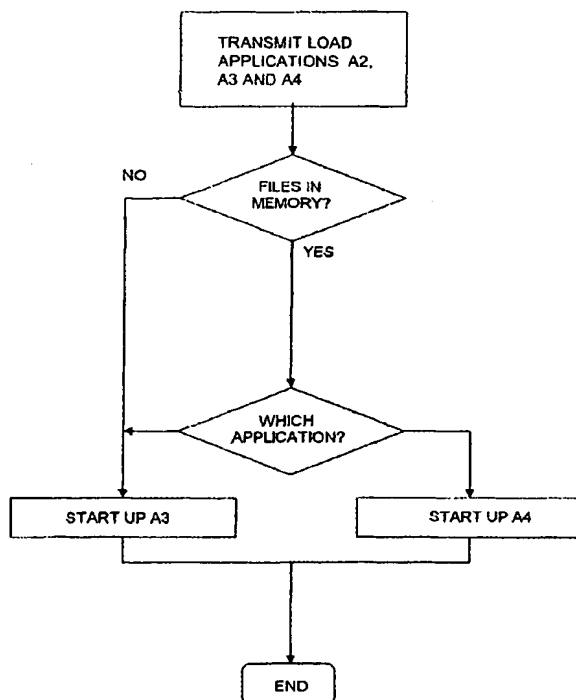 TRANSMIT LOAD
APPLICATIONS A2,
A3 AND A4
NO
FILES IN
MEMORY?
YES
WHICH
APPLICATION?
START UP A3
START UP A4
END